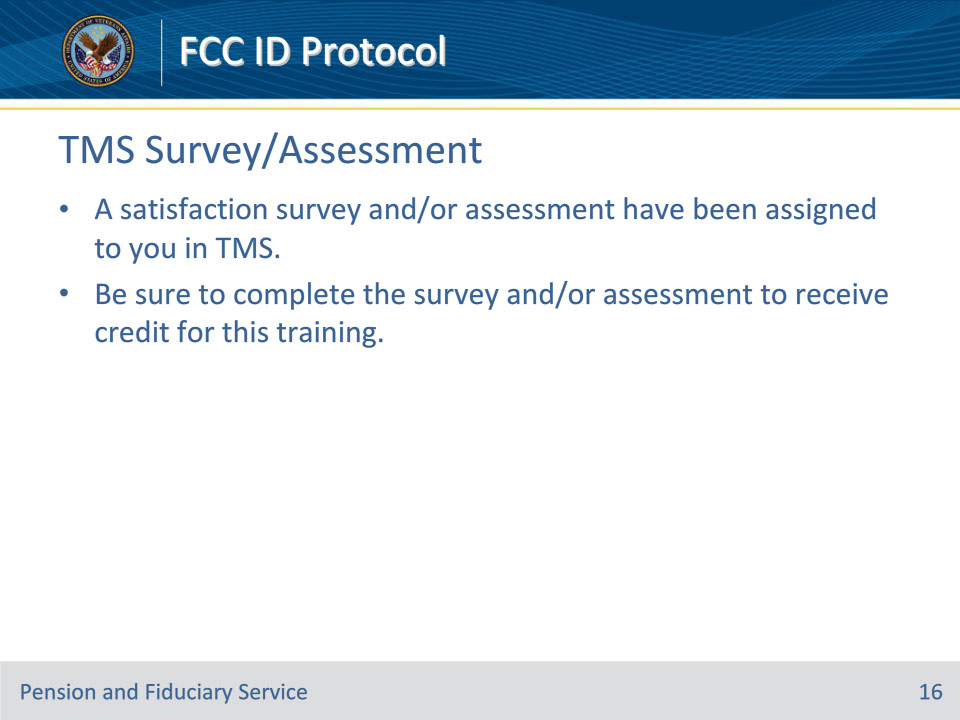 FCC ID Protocol
TMS Survey/Assessment
• A satisfaction survey and/or assessment have been assigned
to you in TMS.
• Be sure to complete the survey and/or assessment to receive
credit for this training.
Pension and Fiduciary Service
16